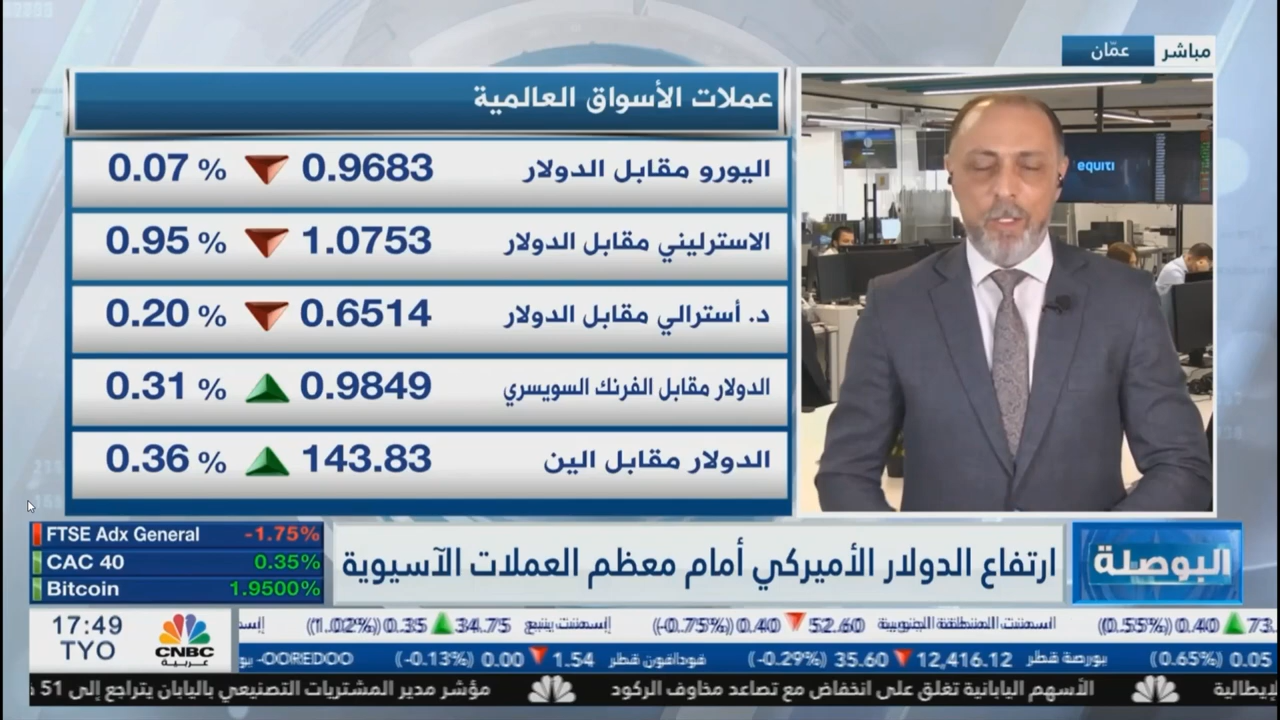 مباشر عمّان
عملات الأسواق العالمية
اليورو مقابل الدولار 0.9683 0.07 %
الاسترليني مقابل الدولار 1.0753 0.95 %
د. أسترالي مقابل الدولار 0.6514 0.20 %
الدولار مقابل الفرنك السويسري 0.9849 0.31 %
الدولار مقابل الين 143.83 0.36 %
equiti
البوصلة
ارتفاع الدولار الأميركي أمام معظم العملات الآسيوية
FTSE Adx General -1.75%
CAC 40 0.35%
Bitcoin 1.9500%
17:49
TYO
CNBC
عربية
73. 0.40 (0.55%) اسمنت المنطقة الجنوبية 52.60 0.40 (-0.75%) إسمنت ينبع 34.75 0.35 (1.02%) إسم
0.05 (0.65%) بورصة قطر 12,416.12 35.60 (-0.29%) فودافون قطر 1.54 0.00 (-0.13%) OOREDOO- بو
لإيطالية الأسهم اليابانية تغلق على انخفاض مع تصاعد مخاوف الركود مؤشر مدير المشتريات التصنيعي باليابان يتراجع إلى 51